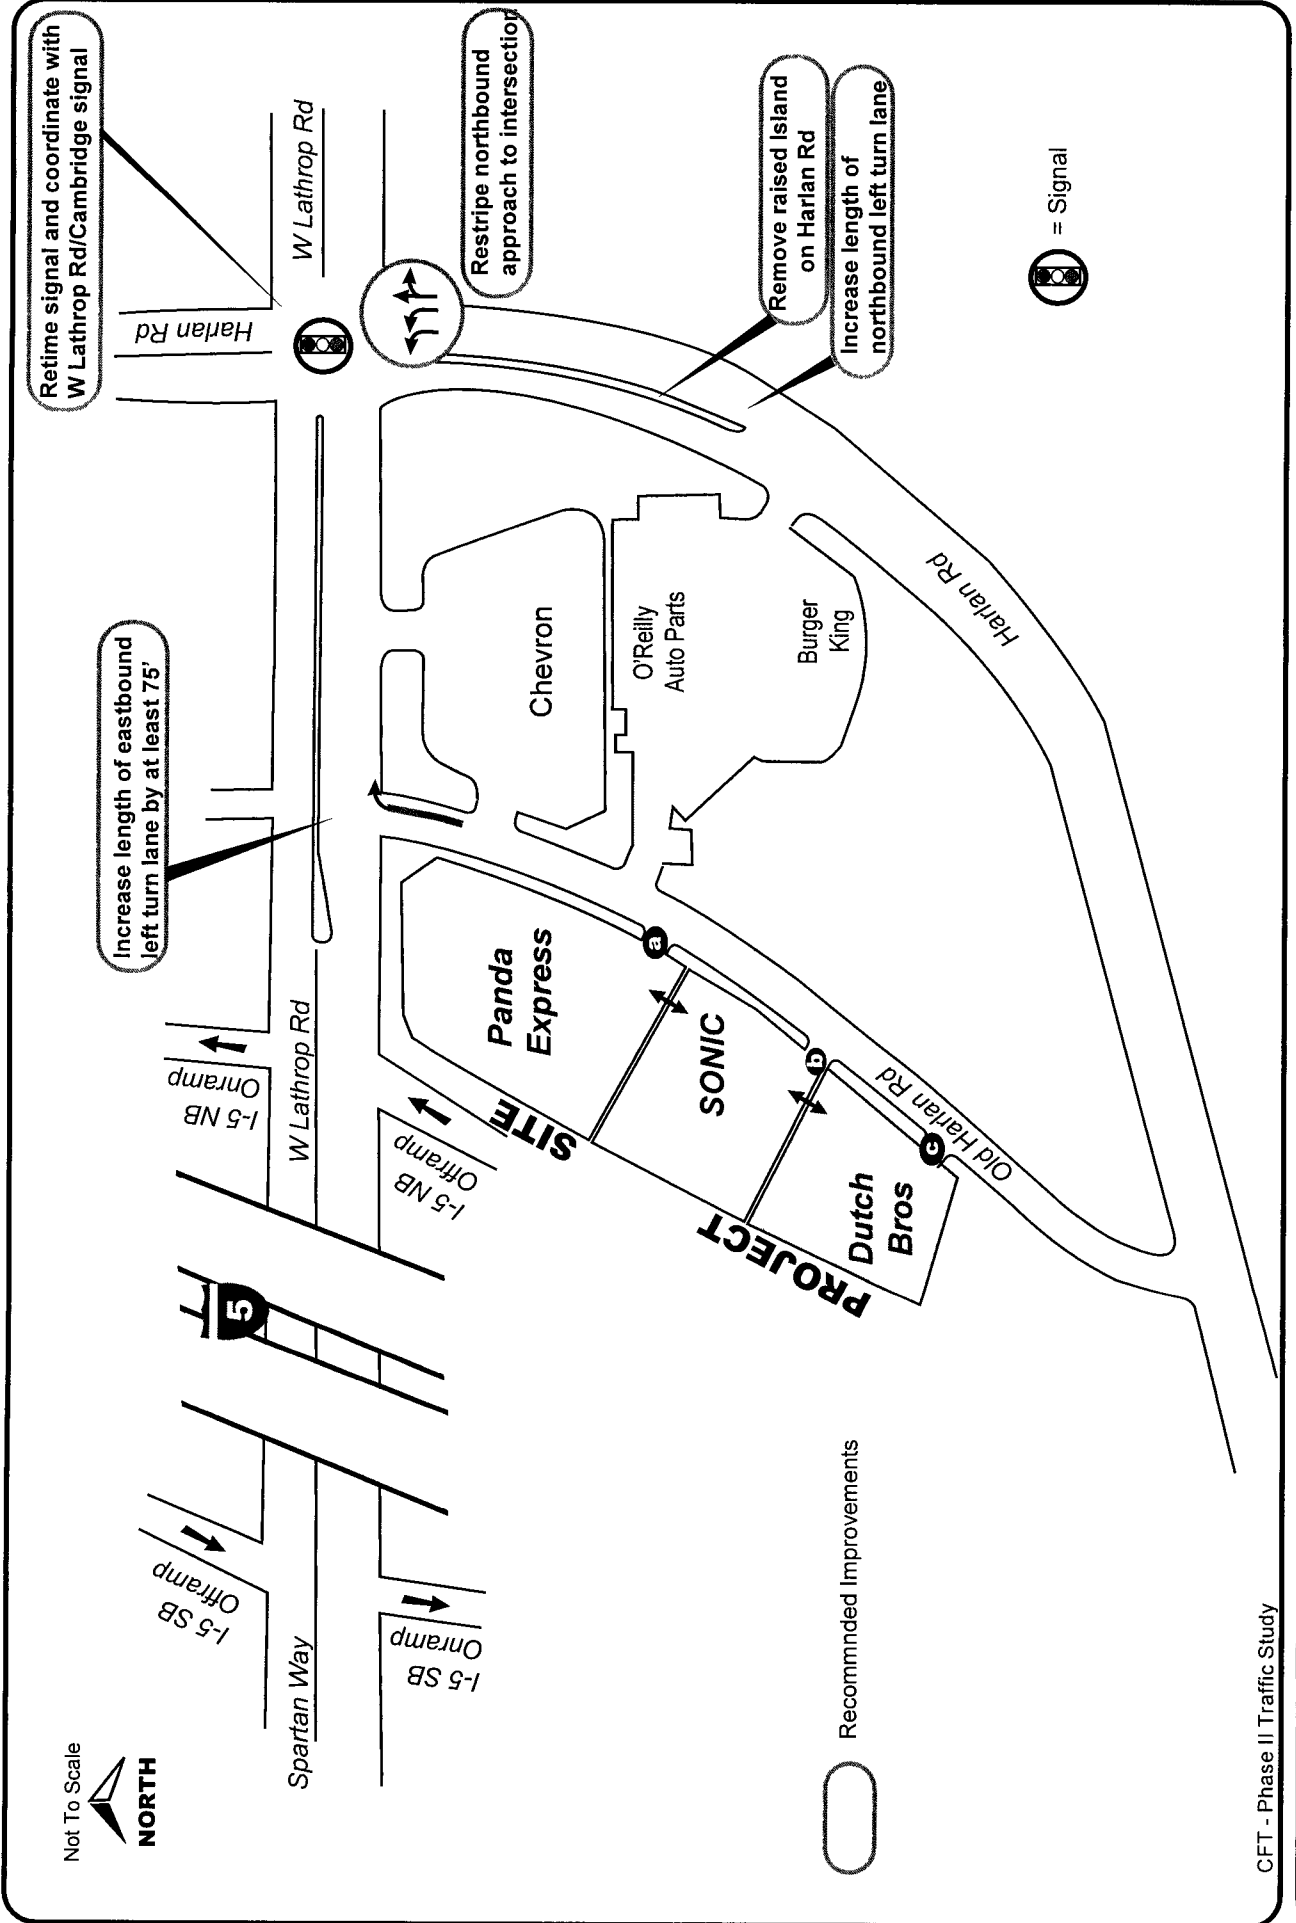 Not To Scale
NORTH
Retime signal and coordinate with
W Lathrop Rd/Cambridge signal
Increase length of eastbound
left turn lane by at least 75'
Restripe northbound
approach to intersection
Remove raised Island
on Harlan Rd
Increase length of
northbound left turn lane
I-5 SB
Offramp
I-5 SB
Onramp
Spartan Way
5
I-5 NB
Onramp
I-5 NB
Offramp
W Lathrop Rd
W Lathrop Rd
Harlan Rd
Chevron
O'Reilly
Auto Parts
Burger
King
Harlan Rd
Panda
Express
SONIC
Dutch
Bros
PROJECT SITE
a
b
c
Old Harlan Rd
= Signal
Recommnded Improvements
CFT - Phase II Traffic Study